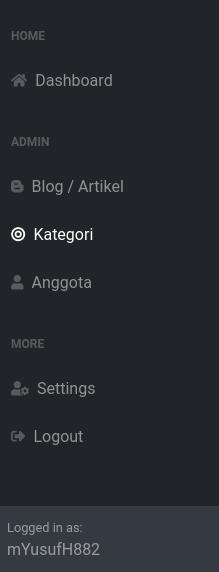 HOME
Dashboard
ADMIN
Blog / Artikel
Kategori
Anggota
MORE
Settings
Logout
Logged in as:
mYusufH882